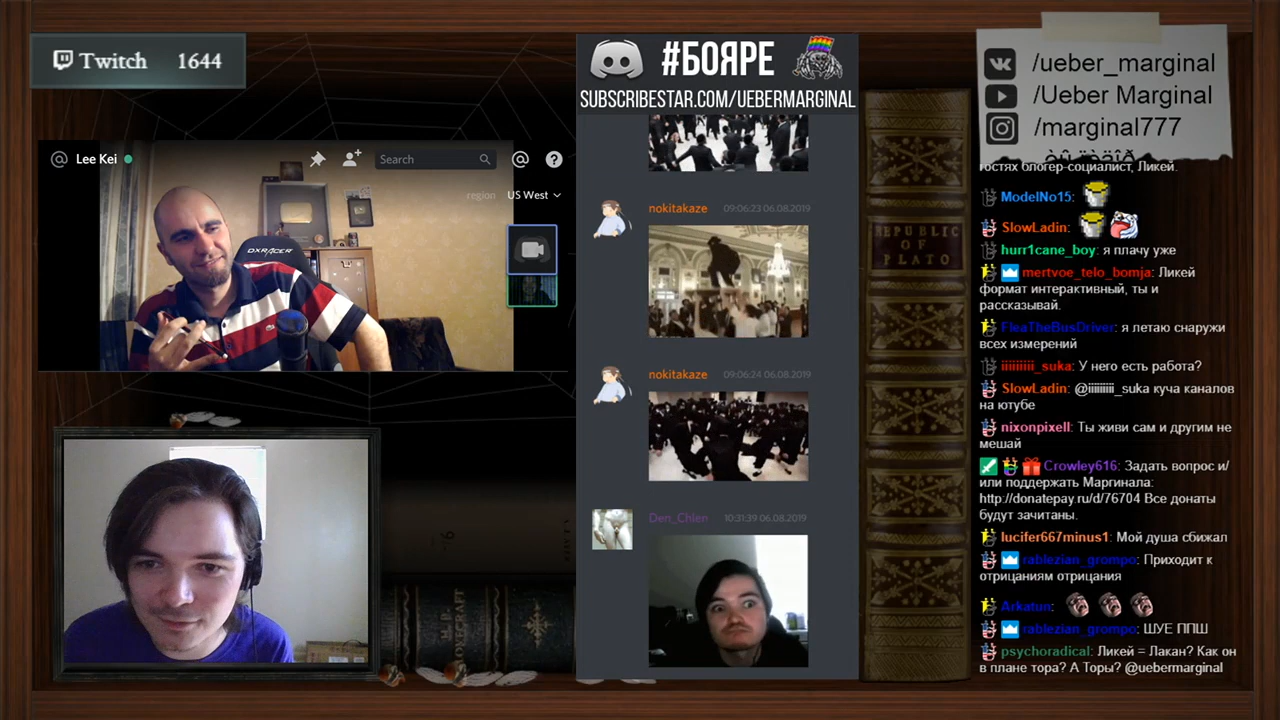 Twitch 1644
Lee Kei
Search
region US West
#БОЯРЕ
SUBSCRIBESTAR.COM/UEBERMARGINAL
nokitakaze 09:06:23 06.08.2019
nokitakaze 09:06:24 06.08.2019
Den_Chlen 10:31:39 06.08.2019
DXRACER
REPUBLIC
OF
PLATO
/ueber_marginal
/Ueber Marginal
/marginal777
гостях блогер-социалист, Ликей.
ModelNo15:
SlowLadin:
hurr1cane_boy: я плачу уже
mertvoe_telo_bomja: Ликей
формат интерактивный, ты и
рассказывай.
FleaTheBusDriver: я летаю снаружи
всех измерений
iiiiiiiii_suka: У него есть работа?
SlowLadin: @iiiiiiiii_suka куча каналов
на ютубе
nixonpixell: Ты живи сам и другим не
мешай
Crowley616: Задать вопрос и/
или поддержать Маргинала:
http://donatepay.ru/d/76704 Все донаты
будут зачитаны.
lucifer667minus1: Мой душа сбижал
rablezian_grompo: Приходит к
отрицаниям отрицания
Arkatun:
rablezian_grompo: ШУЕ ППШ
psychoradical: Ликей = Лакан? Как он
в плане тора? А Торы? @uebermarginal